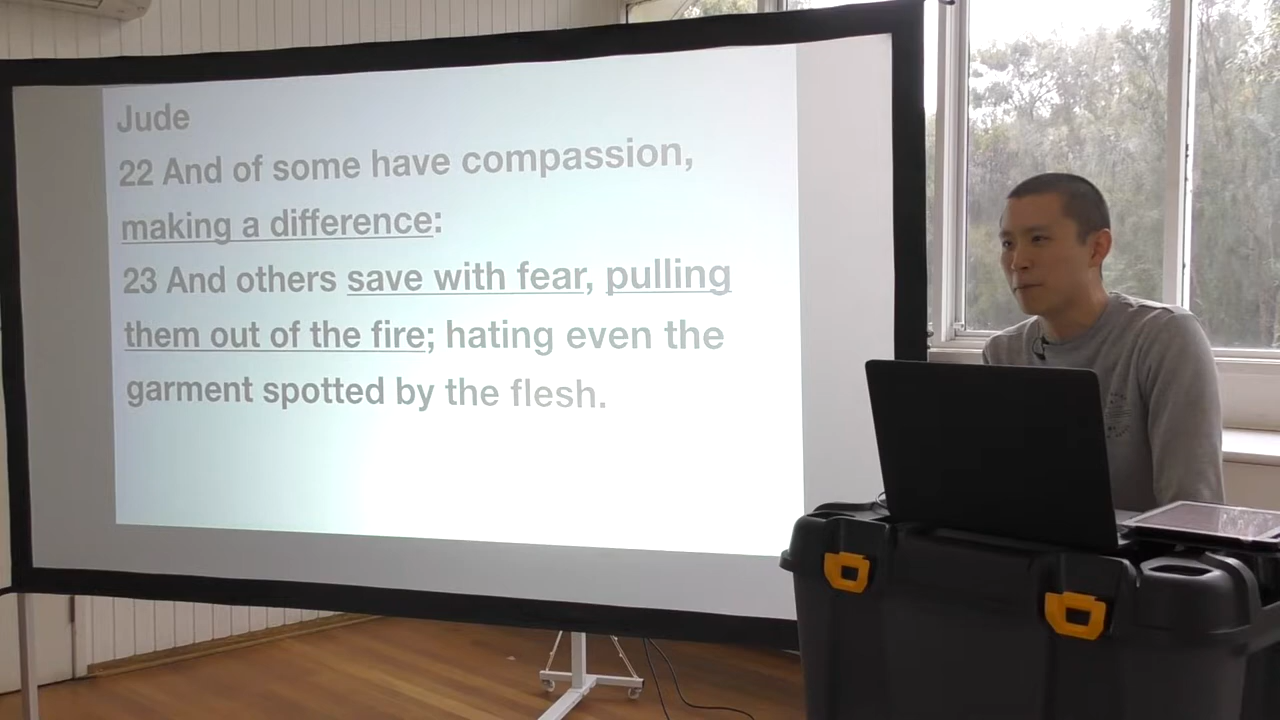 Jude
22 And of some have compassion,
making a difference:
23 And others save with fear, pulling
them out of the fire; hating even the
garment spotted by the flesh.